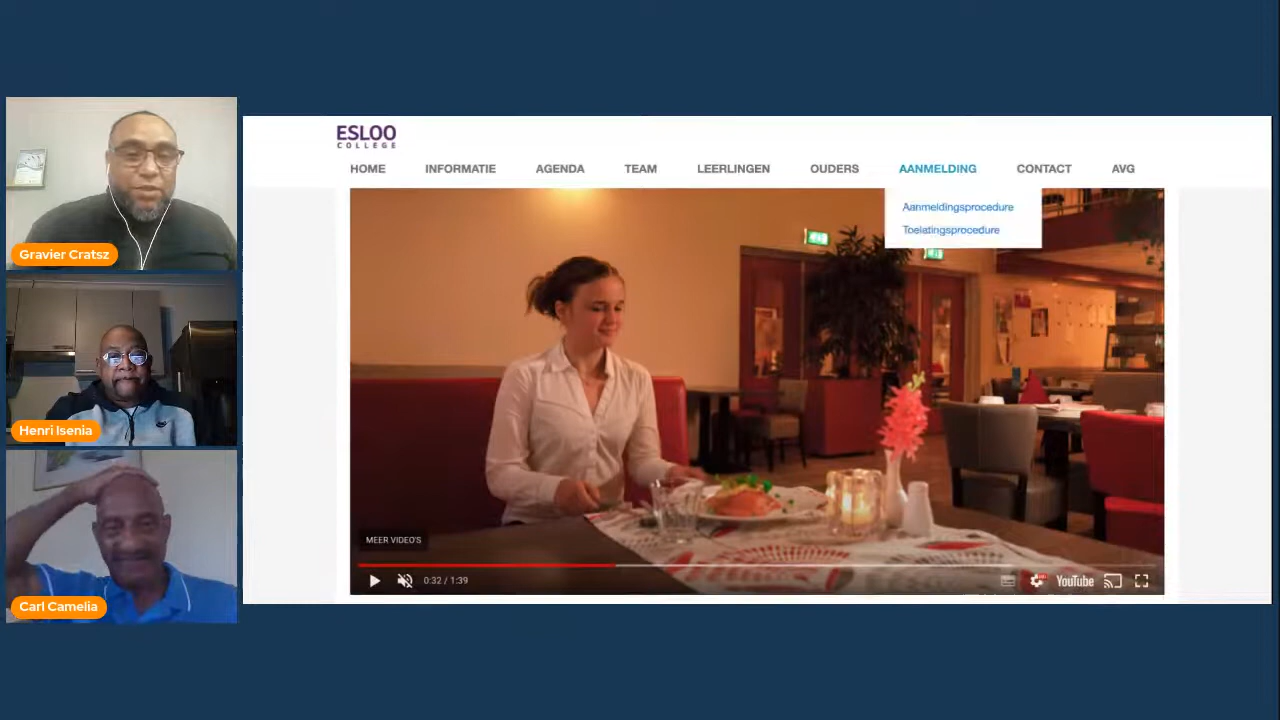 Gravier Cratsz
Henri Isenia
Carl Camelia
ESLOO
COLLEGE
HOME INFORMATIE AGENDA TEAM LEERLINGEN OUDERS AANMELDING CONTACT AVG
Aanmeldingsprocedure
Toelatingsprocedure
MEER VIDEO'S
0:32 / 1:39
YouTube